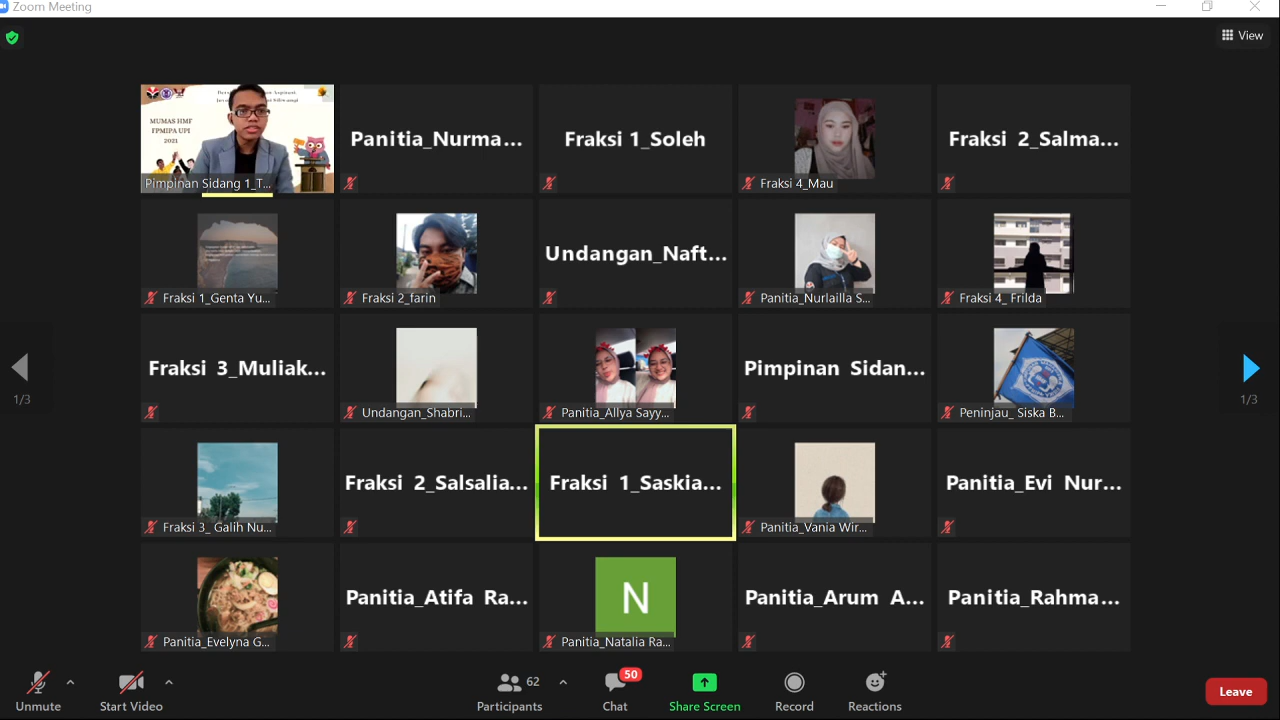 Zoom Meeting
View
MUMAS HMF
FPMIPA UPI
2021
Pimpinan Sidang 1_T...
Panitia_Nurma...
Fraksi 1_Soleh
Fraksi 4_Mau
Fraksi 2_Salma...
Fraksi 1_Genta Yu...
Fraksi 2_farin
Undangan_Naft...
Panitia_Nurlailla S...
Fraksi 4_ Frilda
Fraksi 3_Muliak...
Undangan_Shabri...
Panitia_Allya Sayy...
Pimpinan Sidan...
Peninjau_ Siska B...
1/3
1/3
Fraksi 3_ Galih Nu...
Fraksi 2_Salsalia...
Fraksi 1_Saskia...
Panitia_Vania Wir...
Panitia_Evi Nur...
Panitia_Evelyna G...
Panitia_Atifa Ra...
N
Panitia_Natalia Ra...
Panitia_Arum A...
Panitia_Rahma...
Unmute
Start Video
62
Participants
50
Chat
Share Screen
Record
Reactions
Leave